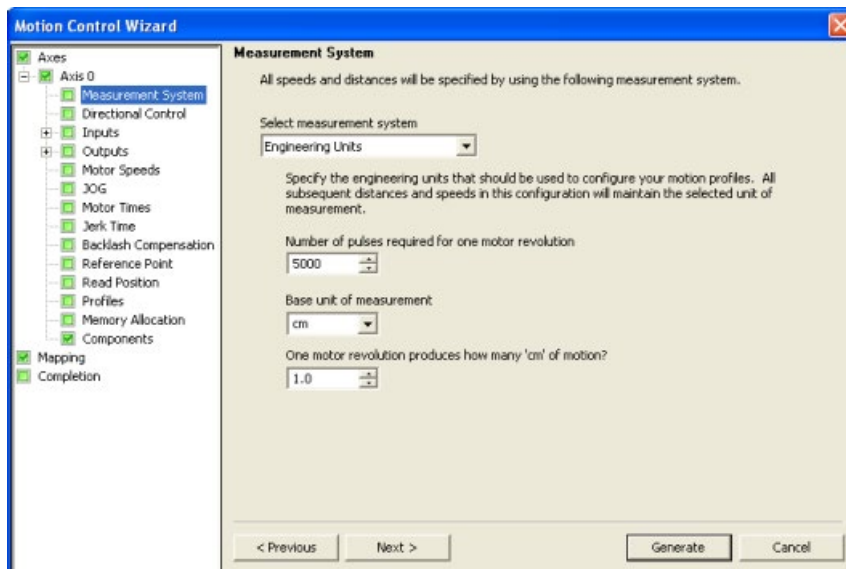 Motion Control Wizard
Axes
Axis 0
Measurement System
Directional Control
Inputs
Outputs
Motor Speeds
JOG
Motor Times
Jerk Time
Backlash Compensation
Reference Point
Read Position
Profiles
Memory Allocation
Components
Mapping
Completion
Measurement System
All speeds and distances will be specified by using the following measurement system.
Select measurement system
Engineering Units
Specify the engineering units that should be used to configure your motion profiles. All
subsequent distances and speeds in this configuration will maintain the selected unit of
measurement.
Number of pulses required for one motor revolution
5000
Base unit of measurement
cm
One motor revolution produces how many 'cm' of motion?
1.0
< Previous
Next >
Generate
Cancel